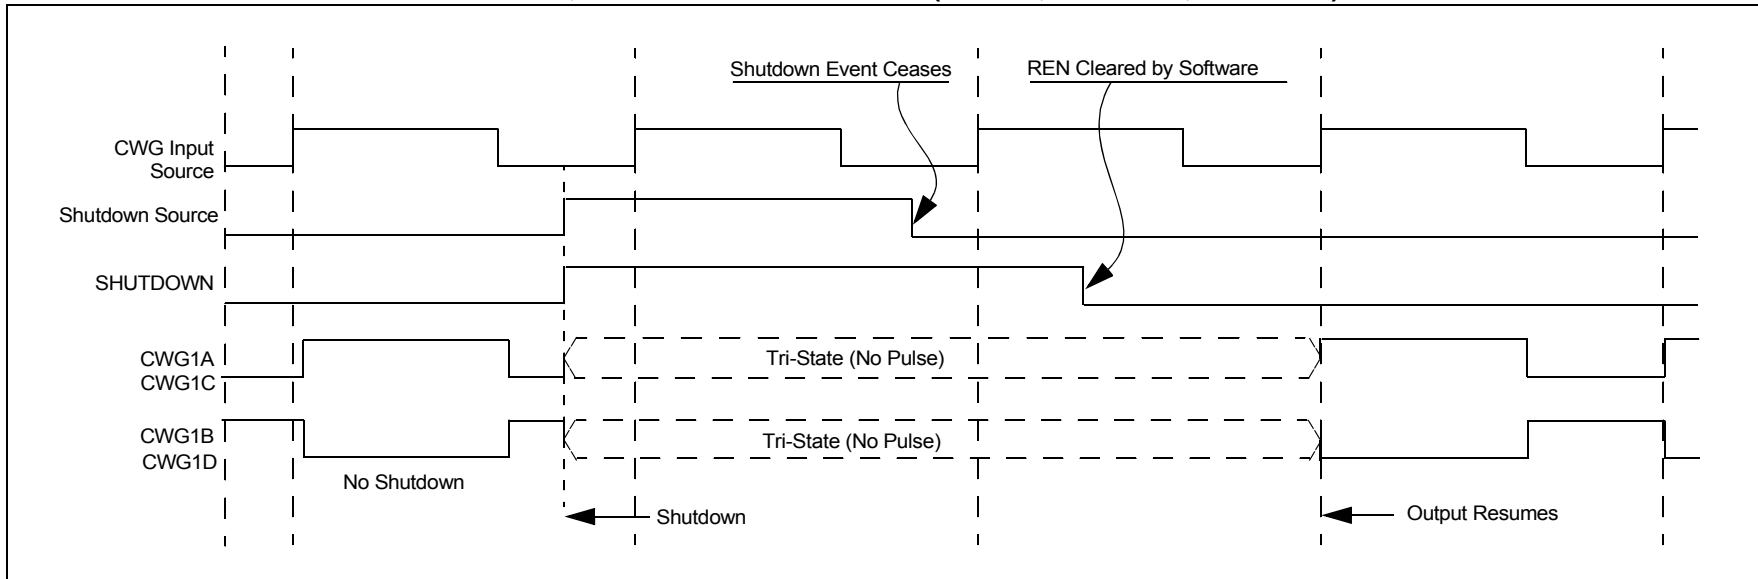 Shutdown Event Ceases
REN Cleared by Software
CWG Input
Source
Shutdown Source
SHUTDOWN
CWG1A
CWG1C
Tri-State (No Pulse)
CWG1B
CWG1D
Tri-State (No Pulse)
No Shutdown
Shutdown
Output Resumes